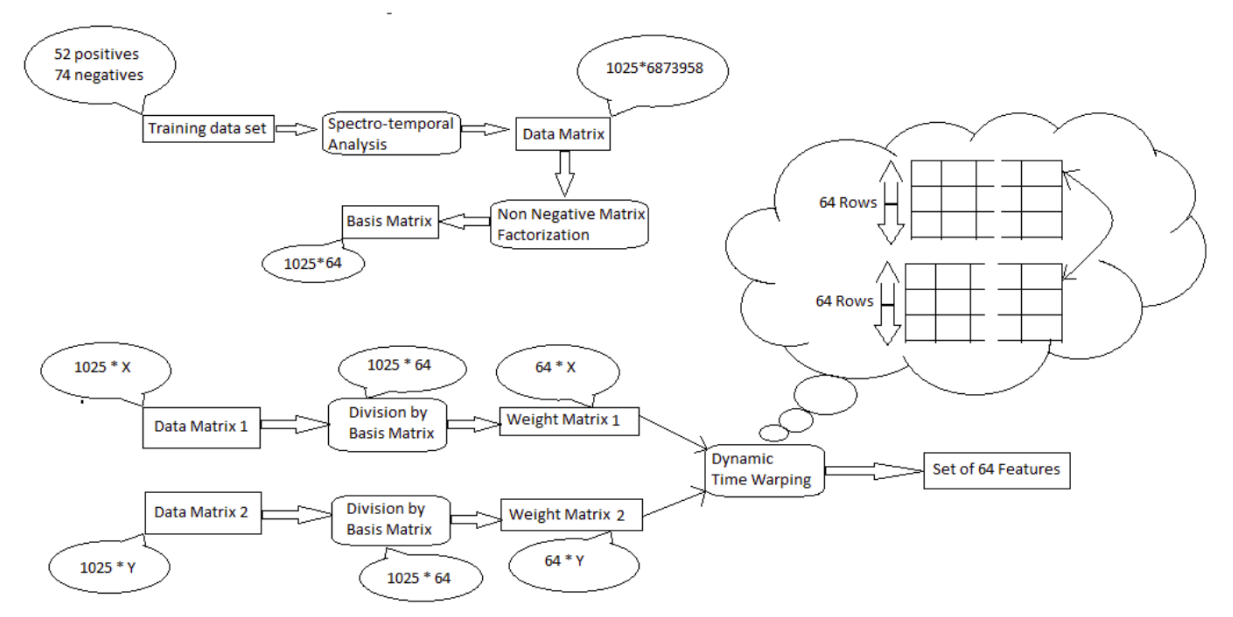 52 positives
74 negatives
1025*6873958
Training data set
Spectro-temporal
Analysis
Data Matrix
64 Rows
Basis Matrix
Non Negative Matrix
Factorization
1025*64
64 Rows
1025 * X
1025 * 64
64 * X
Data Matrix 1
Division by
Basis Matrix
Weight Matrix 1
Dynamic
Time Warping
Set of 64 Features
Data Matrix 2
Division by
Basis Matrix
Weight Matrix 2
1025 * Y
1025 * 64
64 * Y